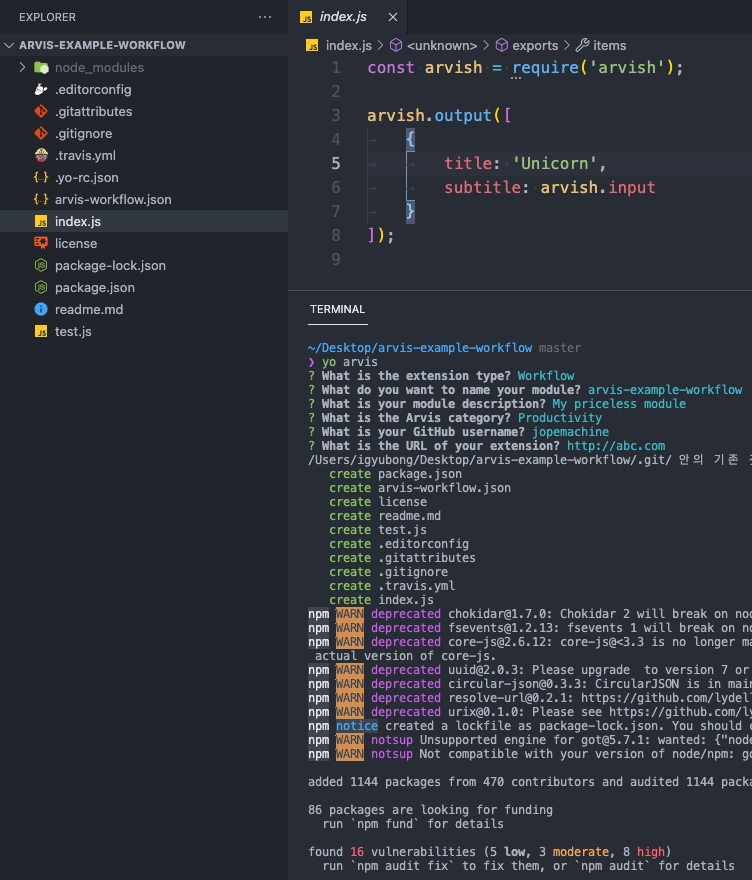 EXPLORER
ARVIS-EXAMPLE-WORKFLOW
node_modules
.editorconfig
.gitattributes
.gitignore
.travis.yml
.yo-rc.json
arvis-workflow.json
index.js
license
package-lock.json
package.json
readme.md
test.js
index.js
index.js > <unknown> > exports > items
1 const arvish = require('arvish');
2
3 arvish.output([
4 {
5 title: 'Unicorn',
6 subtitle: arvish.input
7 }
8 ]);
9
TERMINAL
~/Desktop/arvis-example-workflow master
❯ yo arvis
? What is the extension type? Workflow
? What do you want to name your module? arvis-example-workflow
? What is your module description? My priceless module
? What is the Arvis category? Productivity
? What is your GitHub username? jopemachine
? What is the URL of your extension? http://abc.com
/Users/igyubong/Desktop/arvis-example-workflow/.git/ 안의 기존
create package.json
create arvis-workflow.json
create license
create readme.md
create test.js
create .editorconfig
create .gitattributes
create .gitignore
create .travis.yml
create index.js
npm WARN deprecated chokidar@1.7.0: Chokidar 2 will break on no
npm WARN deprecated fsevents@1.2.13: fsevents 1 will break on no
npm WARN deprecated core-js@2.6.12: core-js@<3.3 is no longer ma
actual version of core-js.
npm WARN deprecated uuid@2.0.3: Please upgrade  to version 7 or
npm WARN deprecated circular-json@0.3.3: CircularJSON is in main
npm WARN deprecated resolve-url@0.2.1: https://github.com/lydell
npm WARN deprecated urix@0.1.0: Please see https://github.com/ly
npm notice created a lockfile as package-lock.json. You should c
npm WARN notsup Unsupported engine for got@5.7.1: wanted: {"node
npm WARN notsup Not compatible with your version of node/npm: go
added 1144 packages from 470 contributors and audited 1144 packa
86 packages are looking for funding
run `npm fund` for details
found 16 vulnerabilities (5 low, 3 moderate, 8 high)
run `npm audit fix` to fix them, or `npm audit` for details